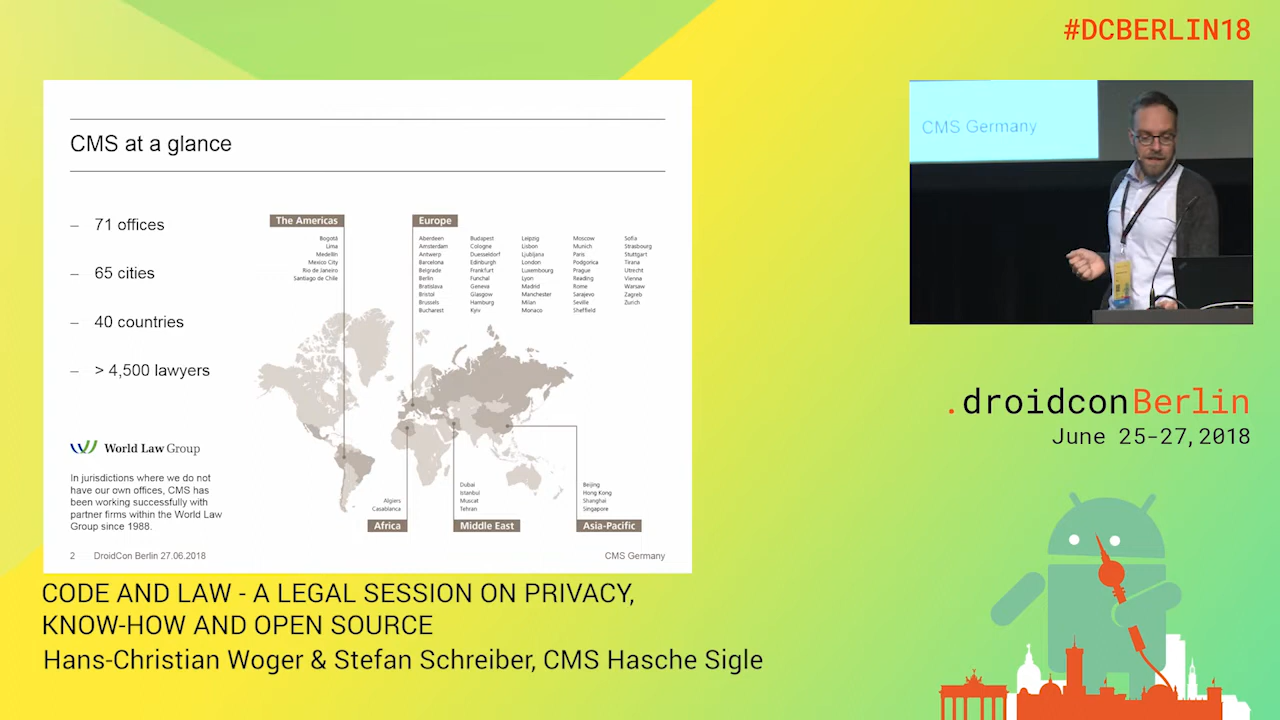 #DCBERLIN18
CMS at a glance
– 71 offices
– 65 cities
– 40 countries
– > 4,500 lawyers
World Law Group
In jurisdictions where we do not
have our own offices, CMS has
been working successfully with
partner firms within the World Law
Group since 1988.
The Americas
Bogotá
Lima
Medellín
Mexico City
Rio de Janeiro
Santiago de Chile
Europe
Aberdeen
Amsterdam
Antwerp
Barcelona
Belgrade
Berlin
Bratislava
Bristol
Brussels
Bucharest
Budapest
Cologne
Duesseldorf
Edinburgh
Frankfurt
Funchal
Geneva
Glasgow
Hamburg
Kyiv
Leipzig
Lisbon
Ljubljana
London
Luxembourg
Lyon
Madrid
Manchester
Milan
Monaco
Moscow
Munich
Paris
Podgorica
Prague
Reading
Rome
Sarajevo
Seville
Sheffield
Sofia
Strasbourg
Stuttgart
Tirana
Utrecht
Vienna
Warsaw
Zagreb
Zurich
Algiers
Casablanca
Africa
Dubai
Istanbul
Muscat
Tehran
Middle East
Beijing
Hong Kong
Shanghai
Singapore
Asia-Pacific
2 DroidCon Berlin 27.06.2018 CMS Germany
CMS Germany
.droidconBerlin
June 25-27, 2018
CODE AND LAW - A LEGAL SESSION ON PRIVACY,
KNOW-HOW AND OPEN SOURCE
Hans-Christian Woger & Stefan Schreiber, CMS Hasche Sigle